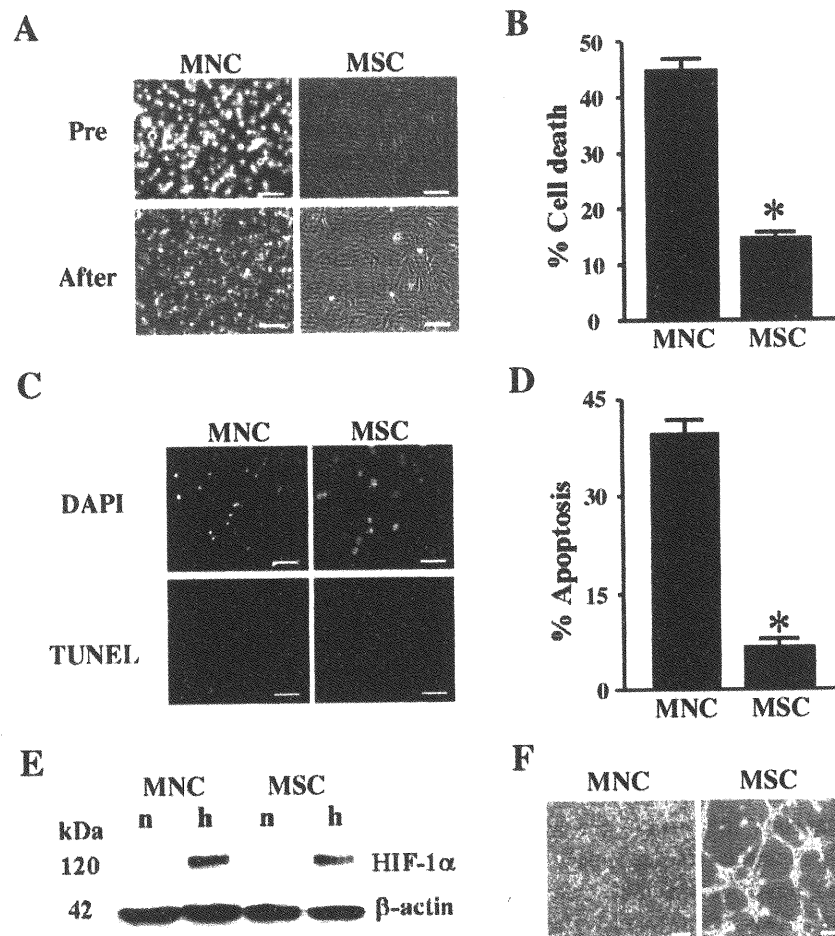 A
MNC MSC
Pre
After
B
50
40
30
20
10
0
% Cell death
*
MNC MSC
C
MNC MSC
DAPI
TUNEL
D
45
30
15
0
% Apoptosis
*
MNC MSC
E
MNC MSC
kDa n h n h
120 HIF-1α
42 β-actin
F
MNC MSC